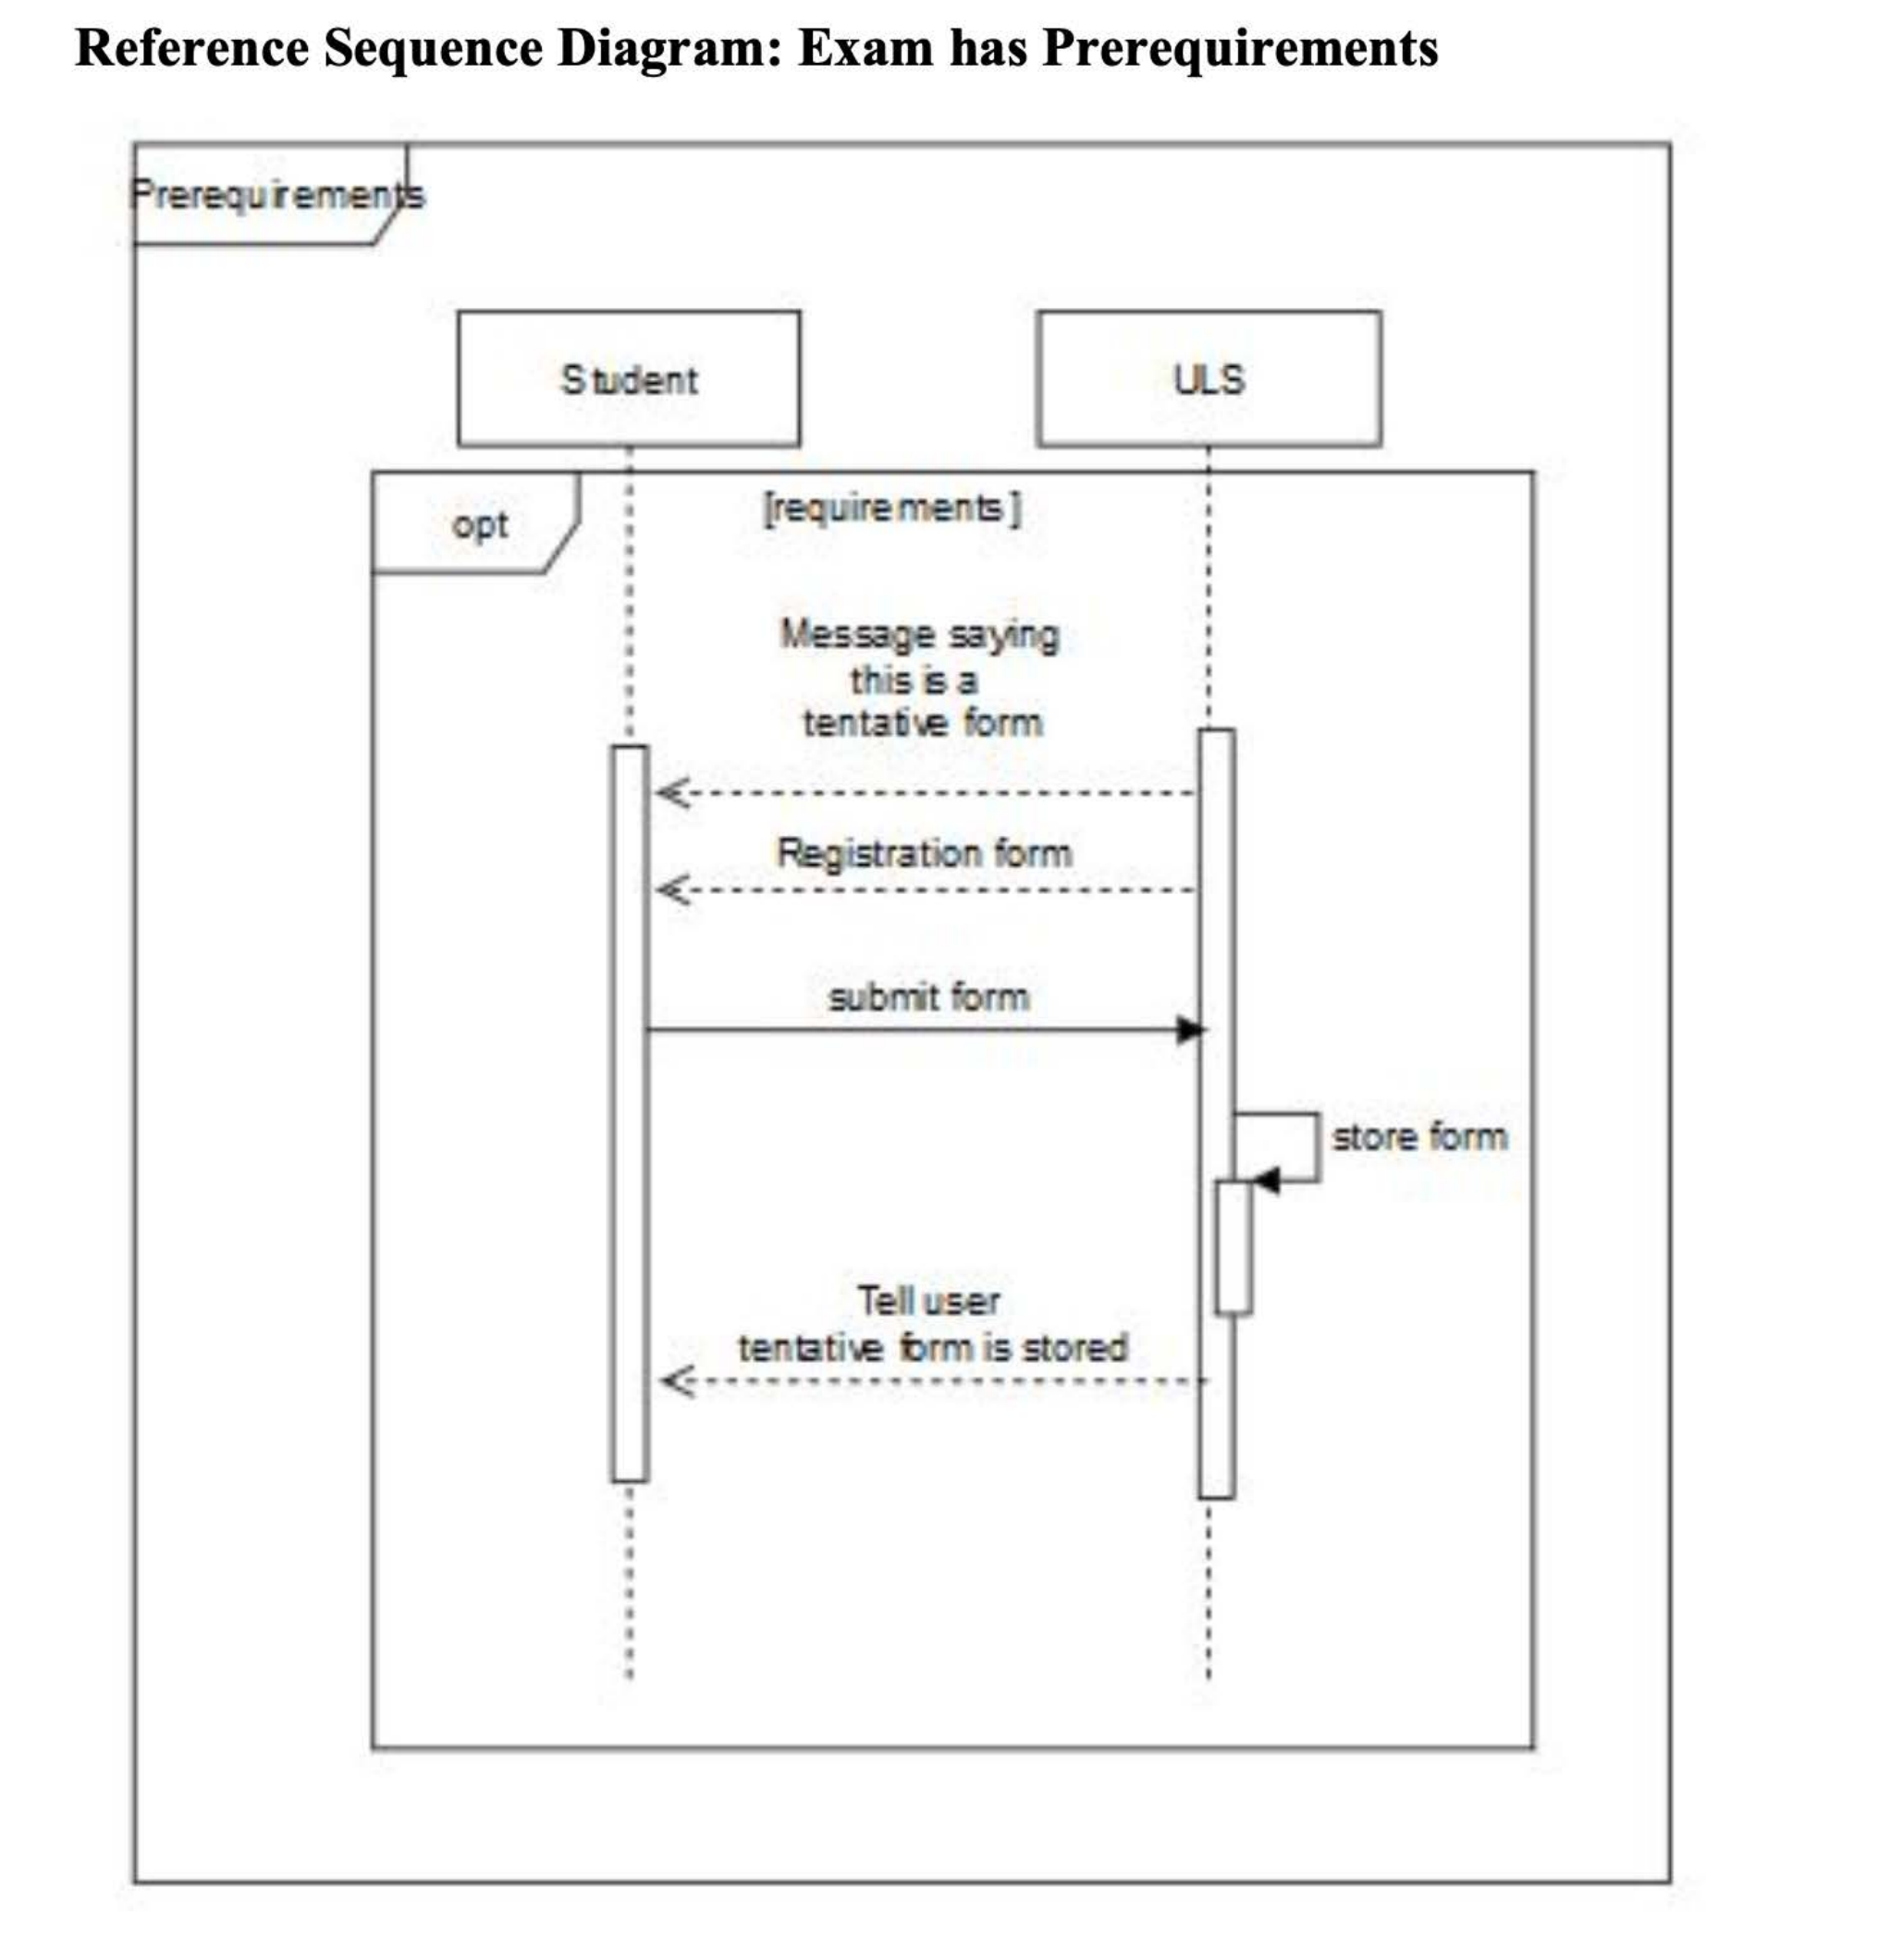 Reference Sequence Diagram: Exam has Prerequirements
Prerequirements
Student
ULS
opt
[requirements]
Message saying
this is a
tentative form
Registration form
submit form
store form
Tell user
tentative form is stored